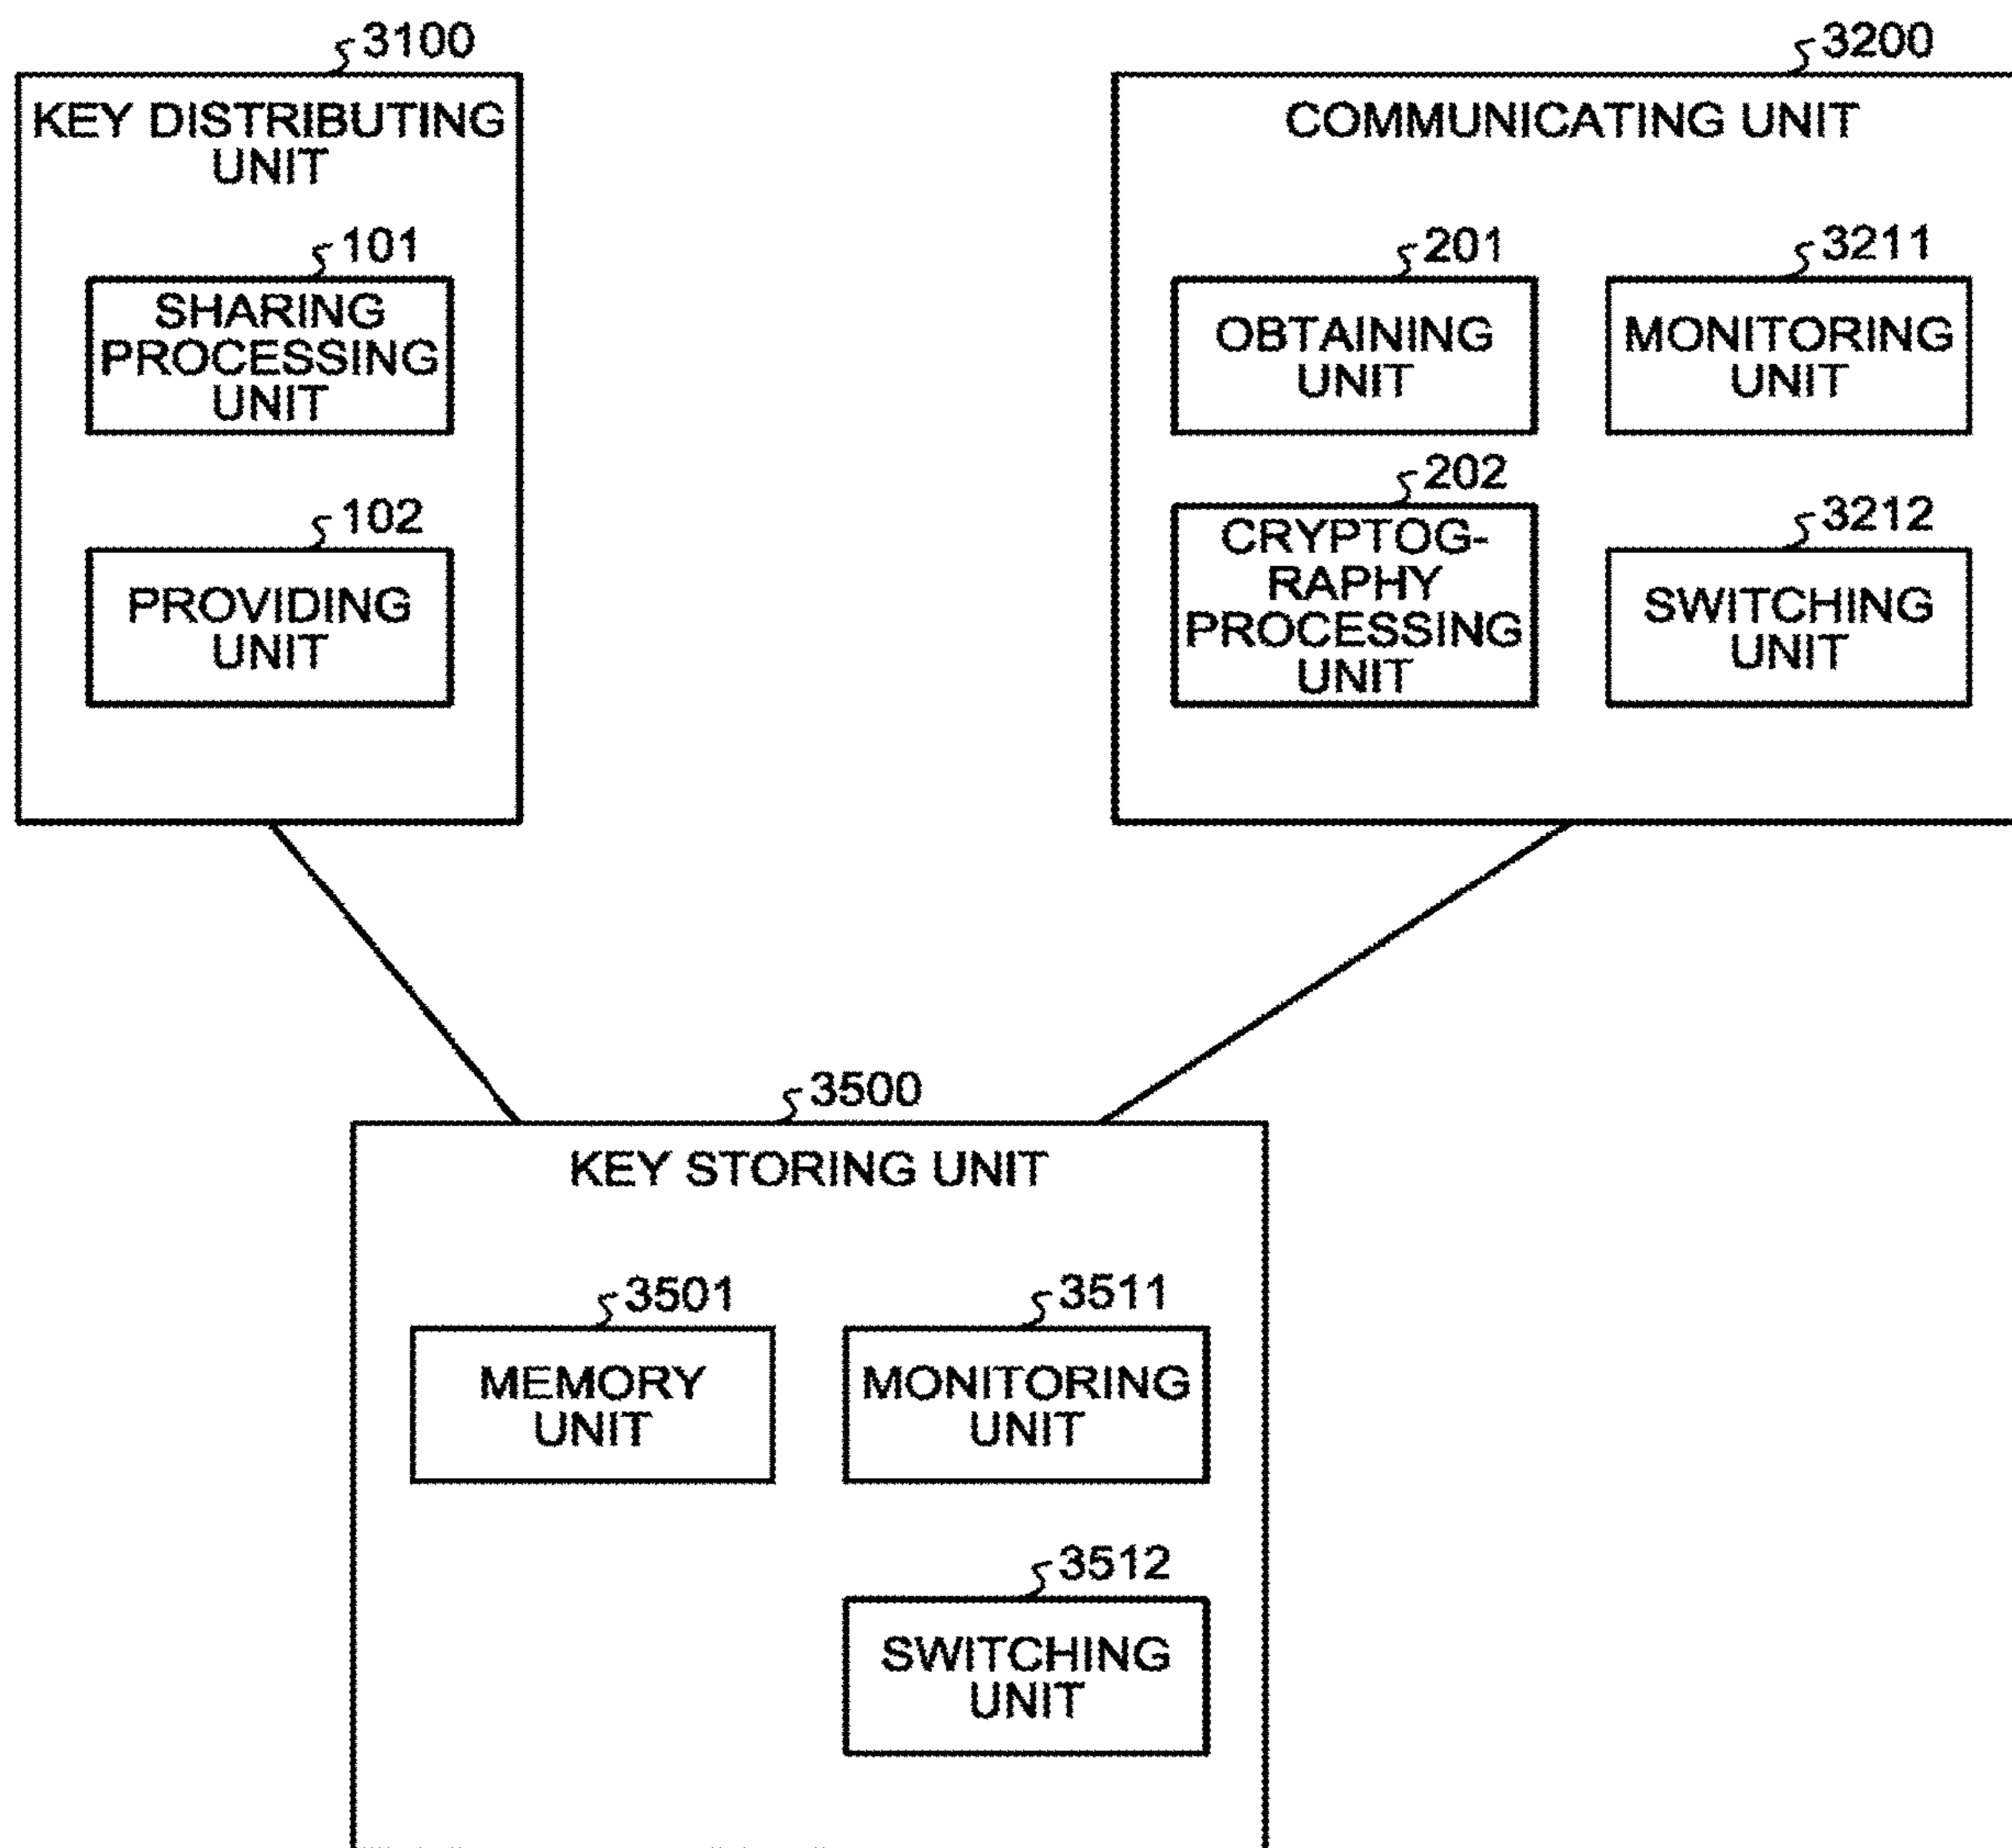 3100
KEY DISTRIBUTING
UNIT
101
SHARING
PROCESSING
UNIT
102
PROVIDING
UNIT
3200
COMMUNICATING UNIT
201
OBTAINING
UNIT
3211
MONITORING
UNIT
202
CRYPTOG-
RAPHY
PROCESSING
UNIT
3212
SWITCHING
UNIT
3500
KEY STORING UNIT
3501
MEMORY
UNIT
3511
MONITORING
UNIT
3512
SWITCHING
UNIT